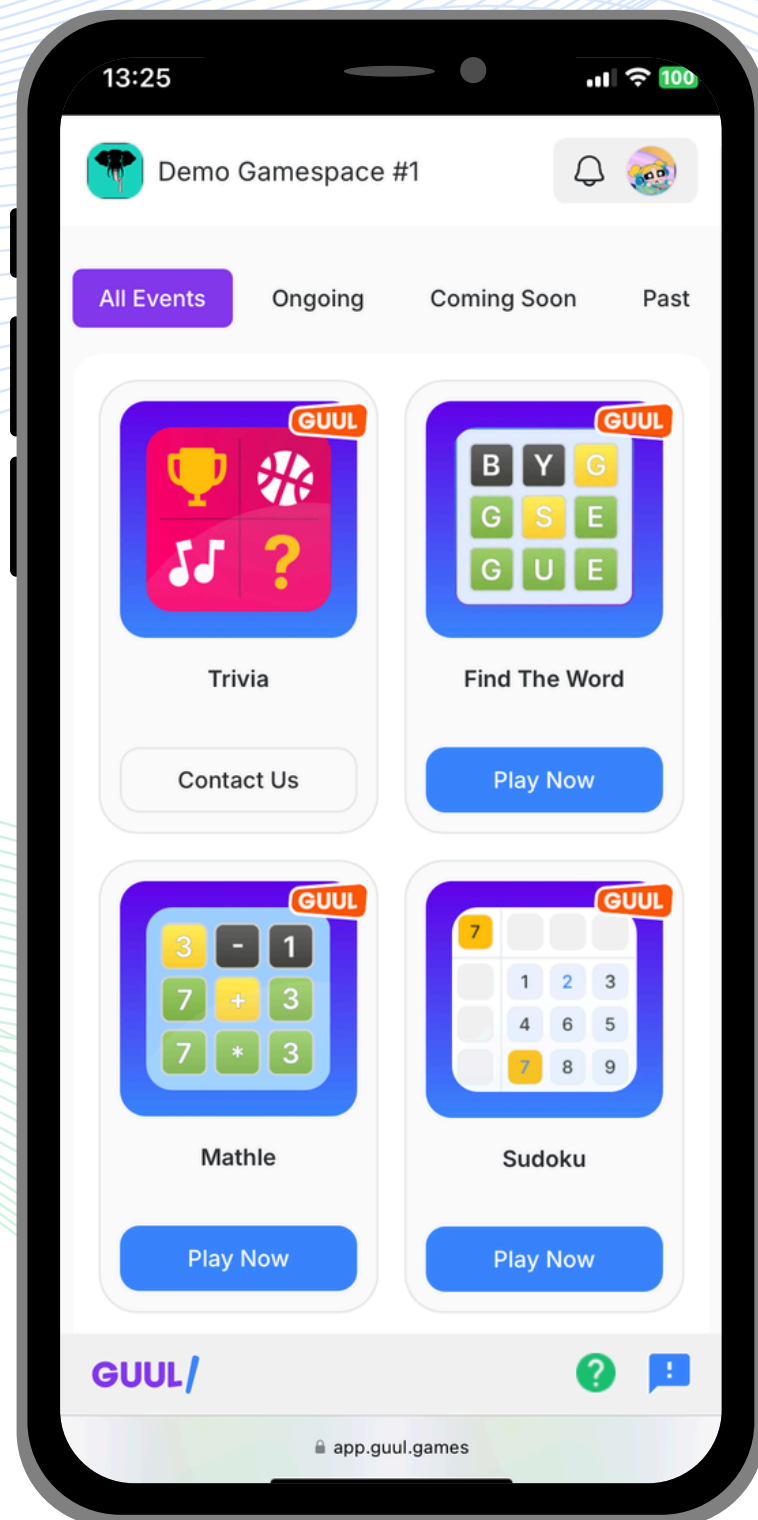 13:25
100
Demo Gamespace #1
All Events Ongoing Coming Soon Past
GUUL
B Y G
G S E
G U E
GUUL
Trivia
Find The Word
Contact Us
Play Now
GUUL
3 - 1
7 + 3
7 * 3
GUUL
7
1 2 3
4 6 5
7 8 9
Mathle
Sudoku
Play Now
Play Now
GUUL/
app.guul.games